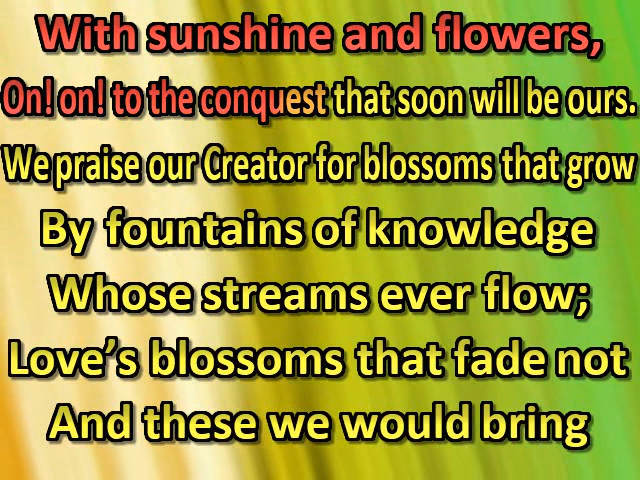 With sunshine and flowers,
On! on! to the conquest that soon will be ours.
We praise our Creator for blossoms that grow
By fountains of knowledge
Whose streams ever flow;
Love’s blossoms that fade not
And these we would bring